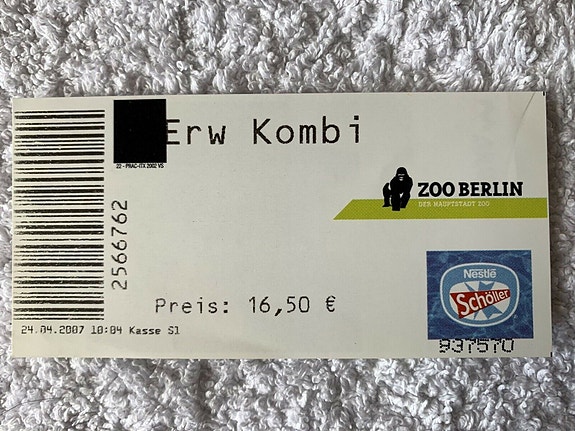 Erw Kombi
22 - PRAC-ITX 2002 VS
ZOO BERLIN
DER HAUPTSTADT ZOO
2566762
Nestlé
Schöller
Preis: 16,50 €
24.04.2007 10:04 Kasse S1
937570